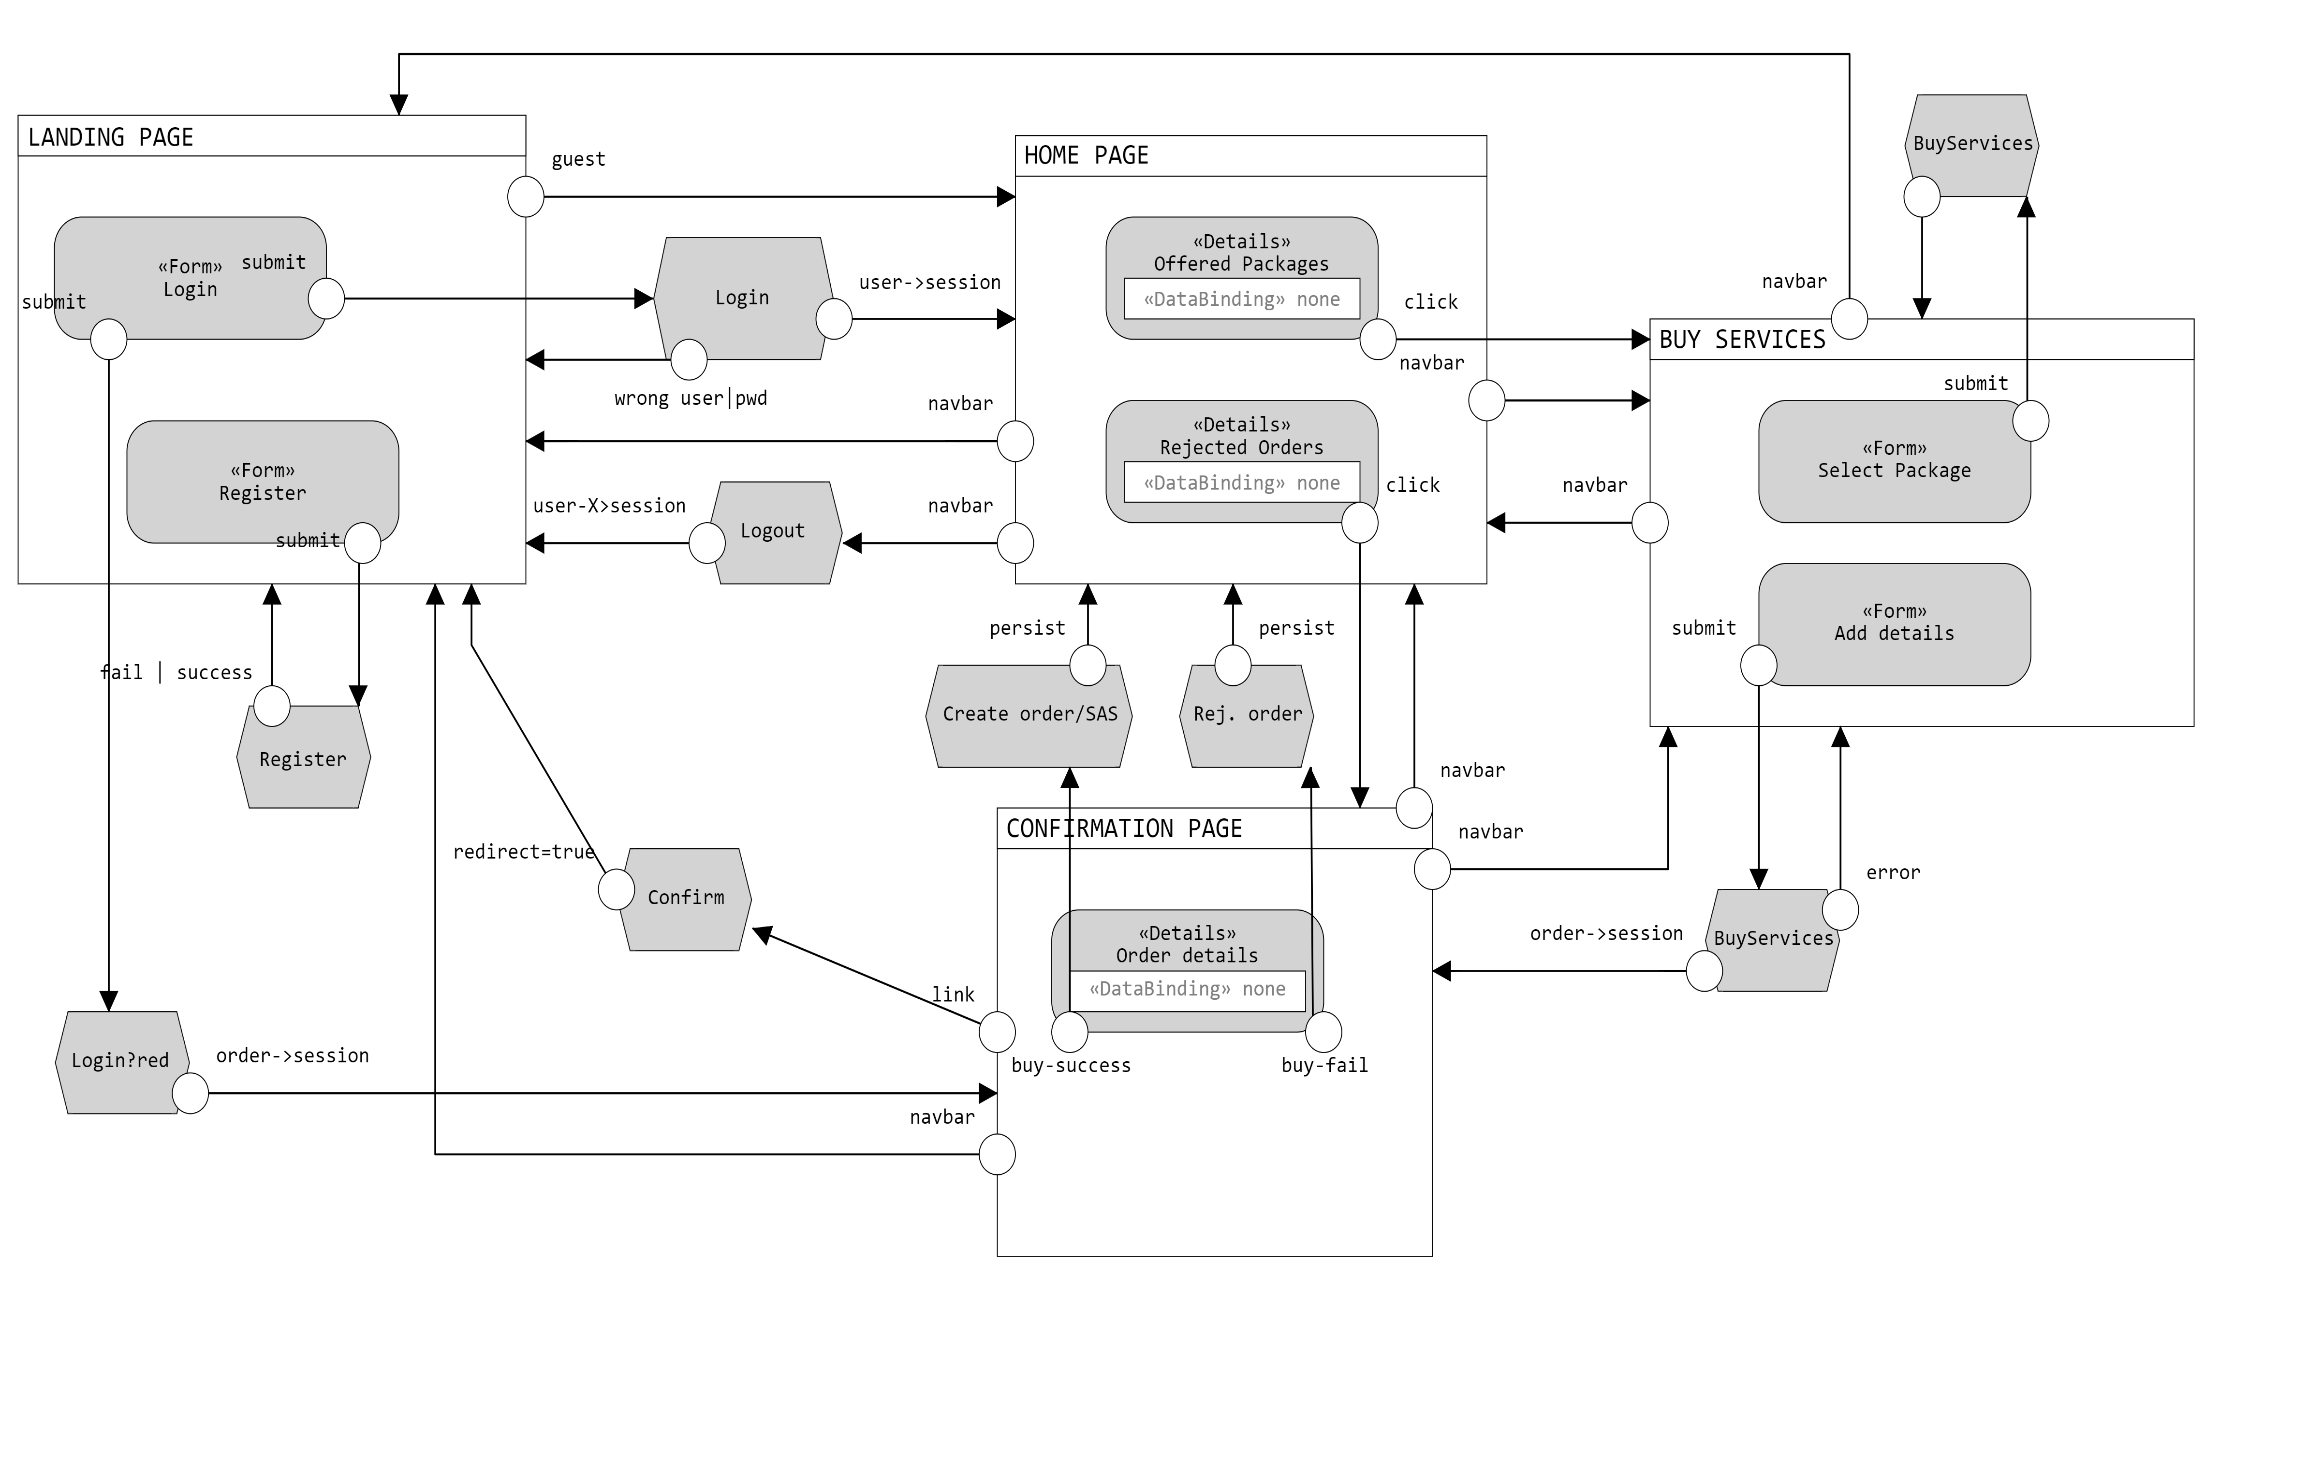 LANDING PAGE
guest
«Form»
Login
submit
submit
«Form»
Register
submit
Login
user->session
wrong user|pwd
navbar
user-X>session
Logout
navbar
HOME PAGE
«Details»
Offered Packages
«DataBinding» none
click
navbar
«Details»
Rejected Orders
«DataBinding» none
click
navbar
BuyServices
navbar
BUY SERVICES
submit
«Form»
Select Package
«Form»
Add details
submit
fail | success
Register
persist
persist
Create order/SAS
Rej. order
navbar
navbar
redirect=true
Confirm
CONFIRMATION PAGE
«Details»
Order details
«DataBinding» none
link
buy-success
buy-fail
error
order->session
BuyServices
Login?red
order->session
navbar